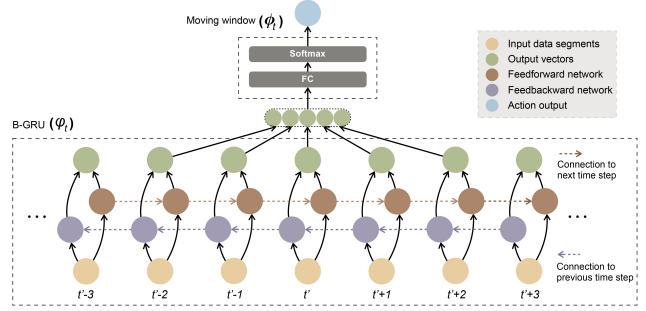 Moving window (ϕ̇ₜ)
Softmax
FC
Input data segments
Output vectors
Feedforward network
Feedbackward network
Action output
B-GRU (φₜ)
Connection to
next time step
...
...
Connection to
previous time step
t'-3
t'-2
t'-1
t'
t'+1
t'+2
t'+3